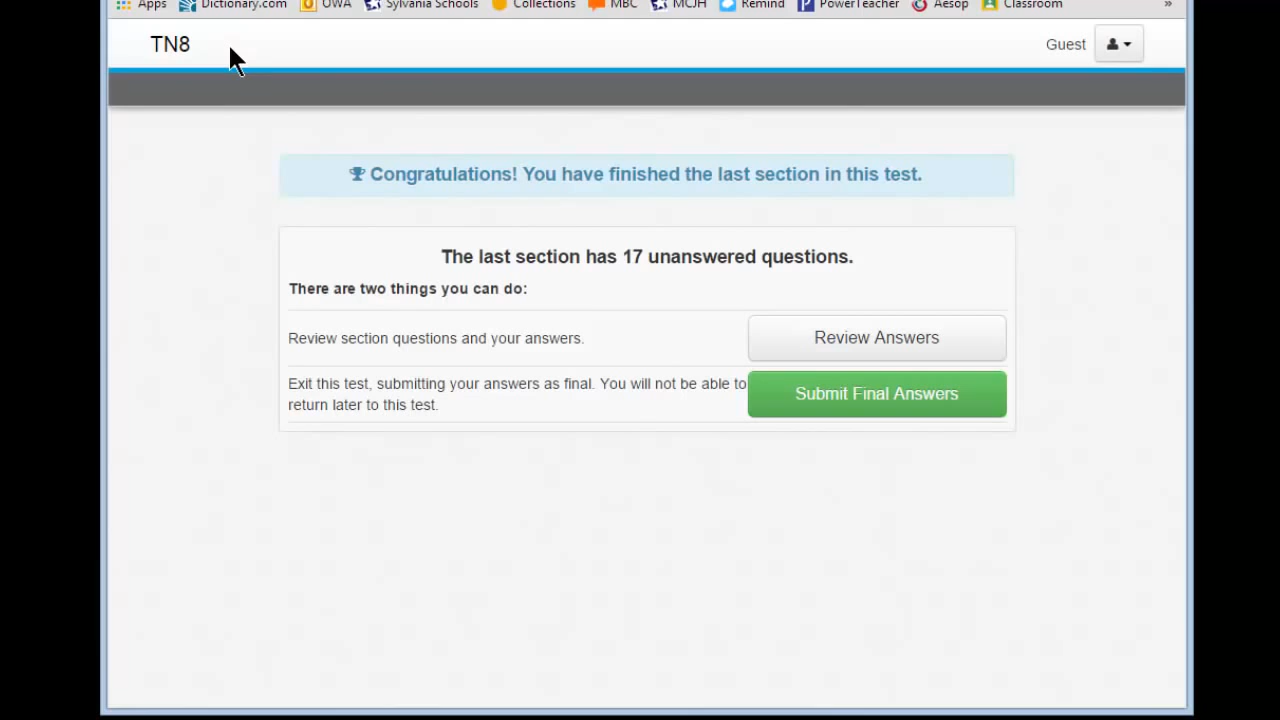 Apps Dictionary.com OWA Sylvania Schools Collections MBC MCJH Remind PowerTeacher Aesop Classroom »
TN8 Guest
Congratulations! You have finished the last section in this test.
The last section has 17 unanswered questions.
There are two things you can do:
Review section questions and your answers. Review Answers
Exit this test, submitting your answers as final. You will not be able to
return later to this test.
Submit Final Answers